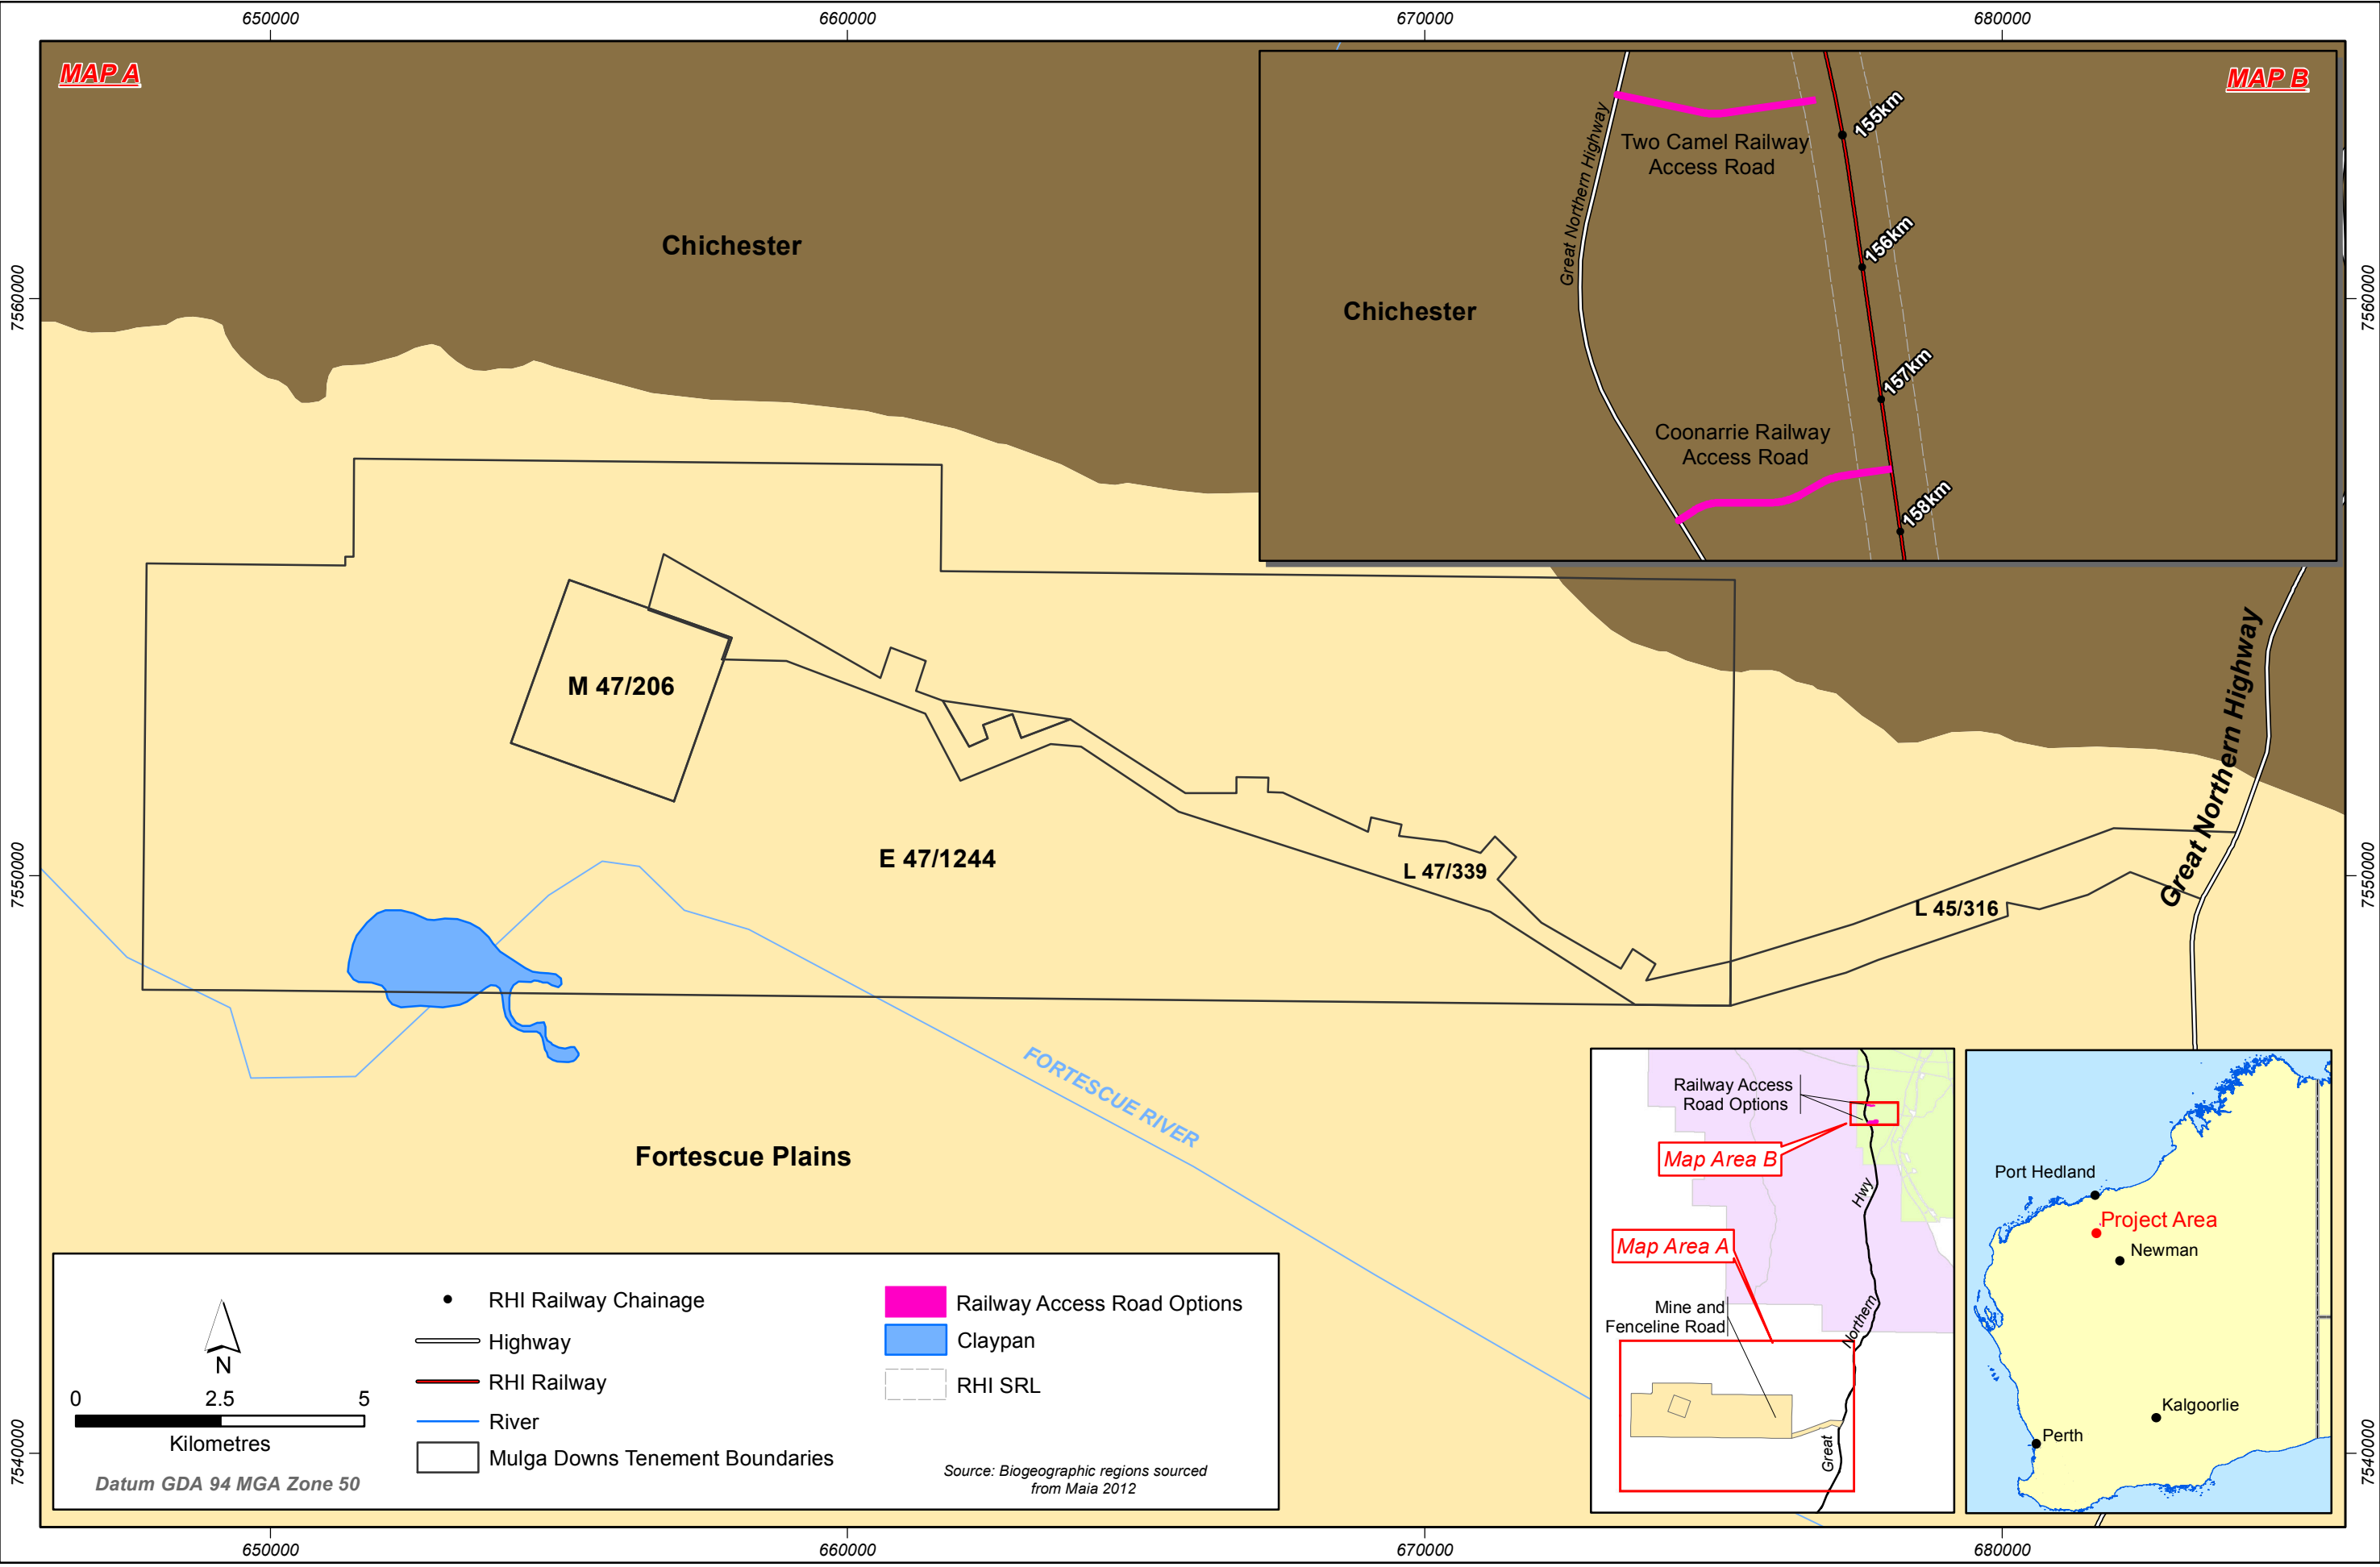 650000
660000
670000
680000
MAP A
MAP B
155km
Two Camel Railway
Access Road
Great Northern Highway
156km
Chichester
Chichester
7560000
7560000
157km
Coonarrie Railway
Access Road
158km
Great Northern Highway
M 47/206
E 47/1244
L 47/339
L 45/316
7550000
7550000
FORTESCUE RIVER
Fortescue Plains
Railway Access
Road Options
Map Area B
Hwy
Map Area A
Mine and
Fenceline Road
Northern
Great
Port Hedland
Project Area
Newman
Kalgoorlie
Perth
N
0
2.5
5
Kilometres
Datum GDA 94 MGA Zone 50
RHI Railway Chainage
Highway
RHI Railway
River
Mulga Downs Tenement Boundaries
Railway Access Road Options
Claypan
RHI SRL
Source: Biogeographic regions sourced
from Maia 2012
7540000
7540000
650000
660000
670000
680000